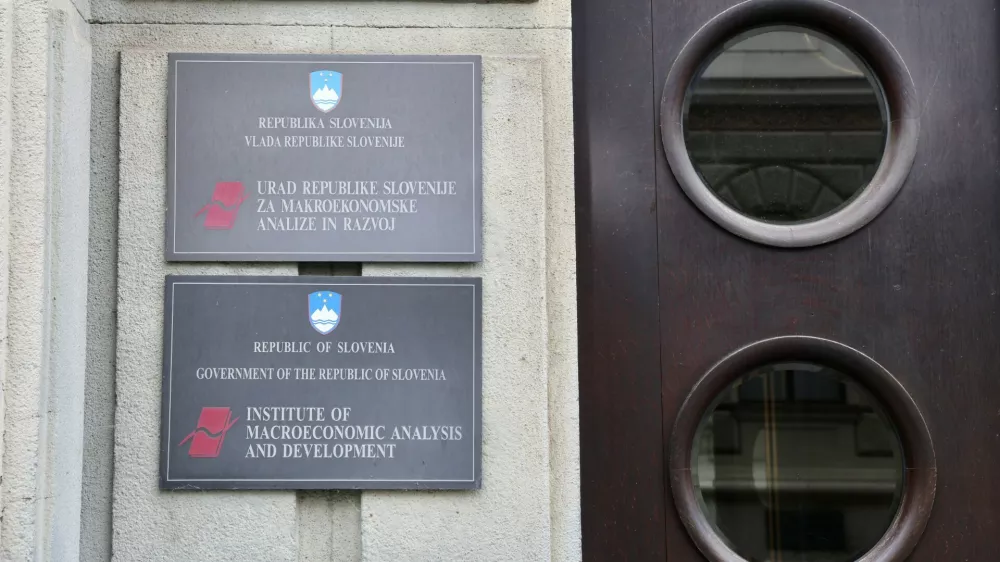 REPUBLIKA SLOVENIJA
VLADA REPUBLIKE SLOVENIJE
URAD REPUBLIKE SLOVENIJE
ZA MAKROEKONOMSKE
ANALIZE IN RAZVOJ
REPUBLIC OF SLOVENIA
GOVERNMENT OF THE REPUBLIC OF SLOVENIA
INSTITUTE OF
MACROECONOMIC ANALYSIS
AND DEVELOPMENT